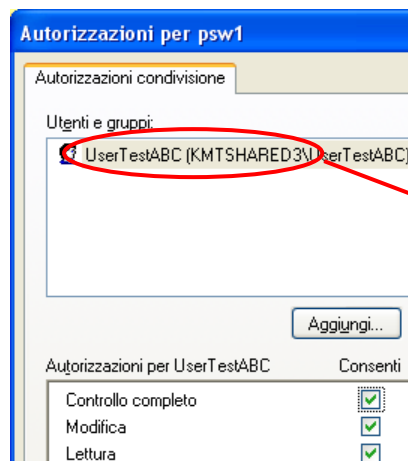 Autorizzazioni per psw1
Autorizzazioni condivisione
Utenti e gruppi:
UserTestABC (KMTSHARED3\UserTestABC)
Aggiungi...
Autorizzazioni per UserTestABC Consenti
Controllo completo
Modifica
Lettura